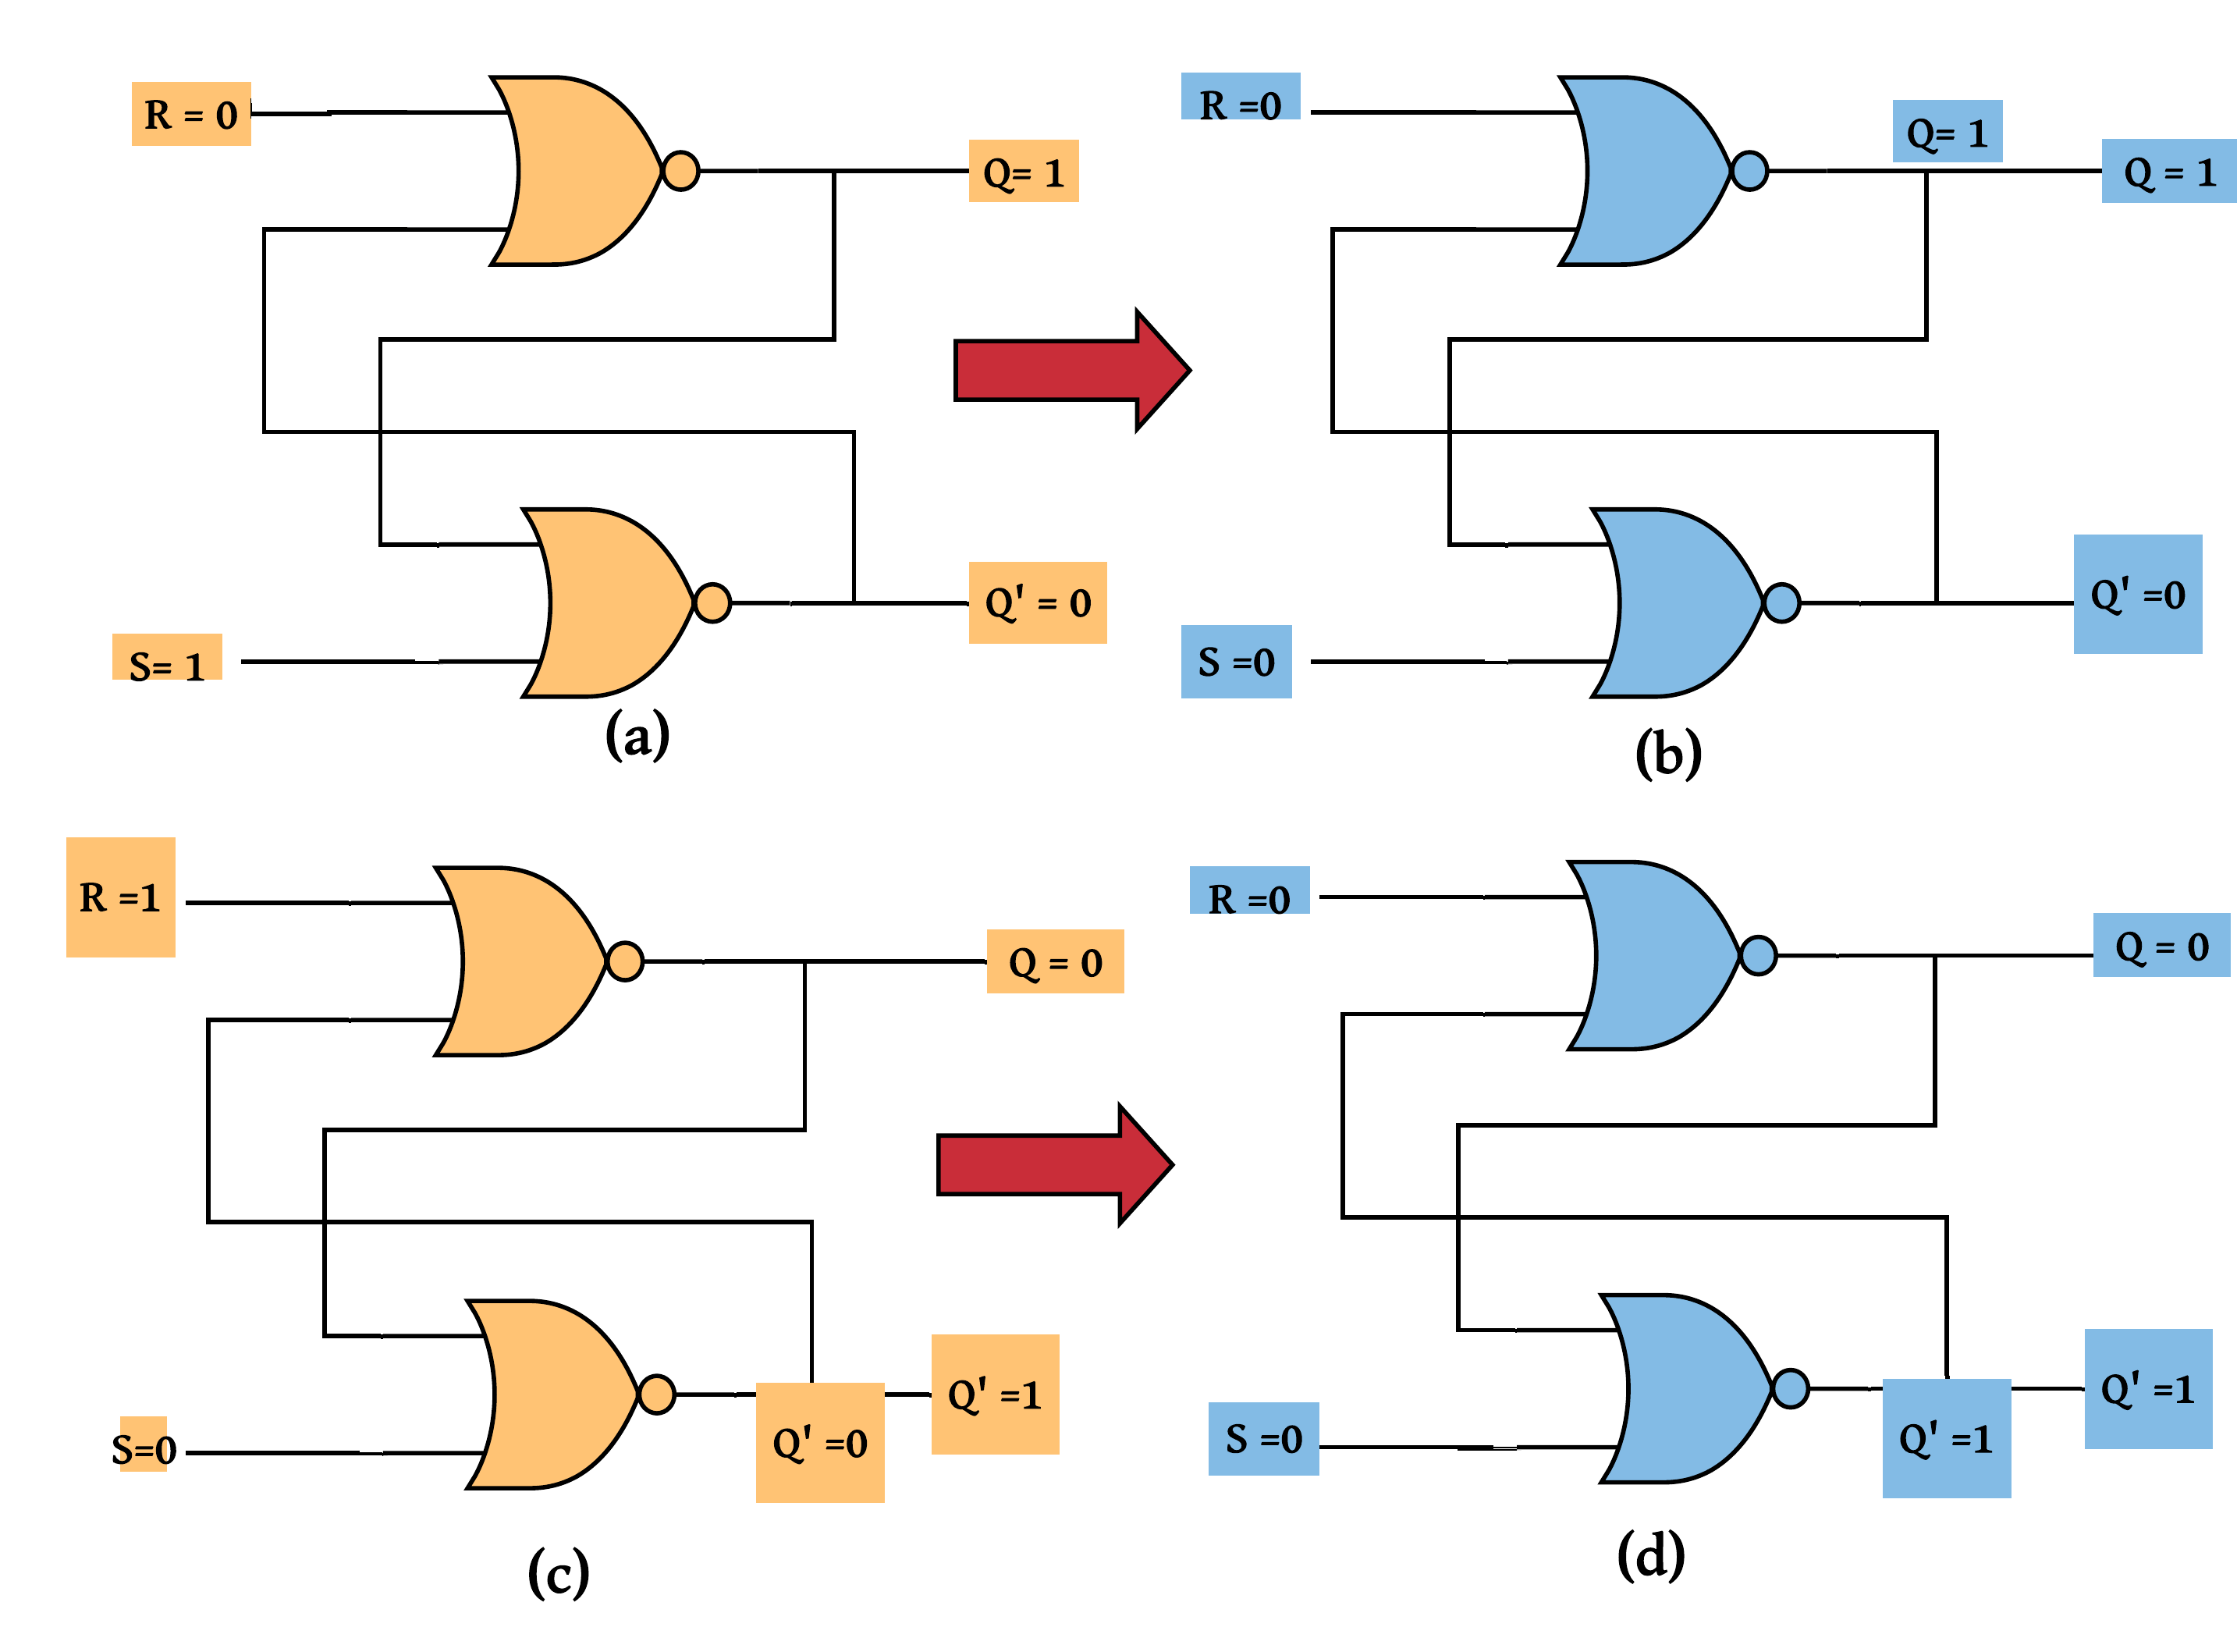 R = 0
Q= 1
Q' = 0
S= 1
(a)
R =0
Q= 1
Q = 1
Q' =0
S =0
(b)
R =1
Q = 0
Q' =1
Q' =0
S=0
(c)
R =0
Q = 0
Q' =1
Q' =1
S =0
(d)